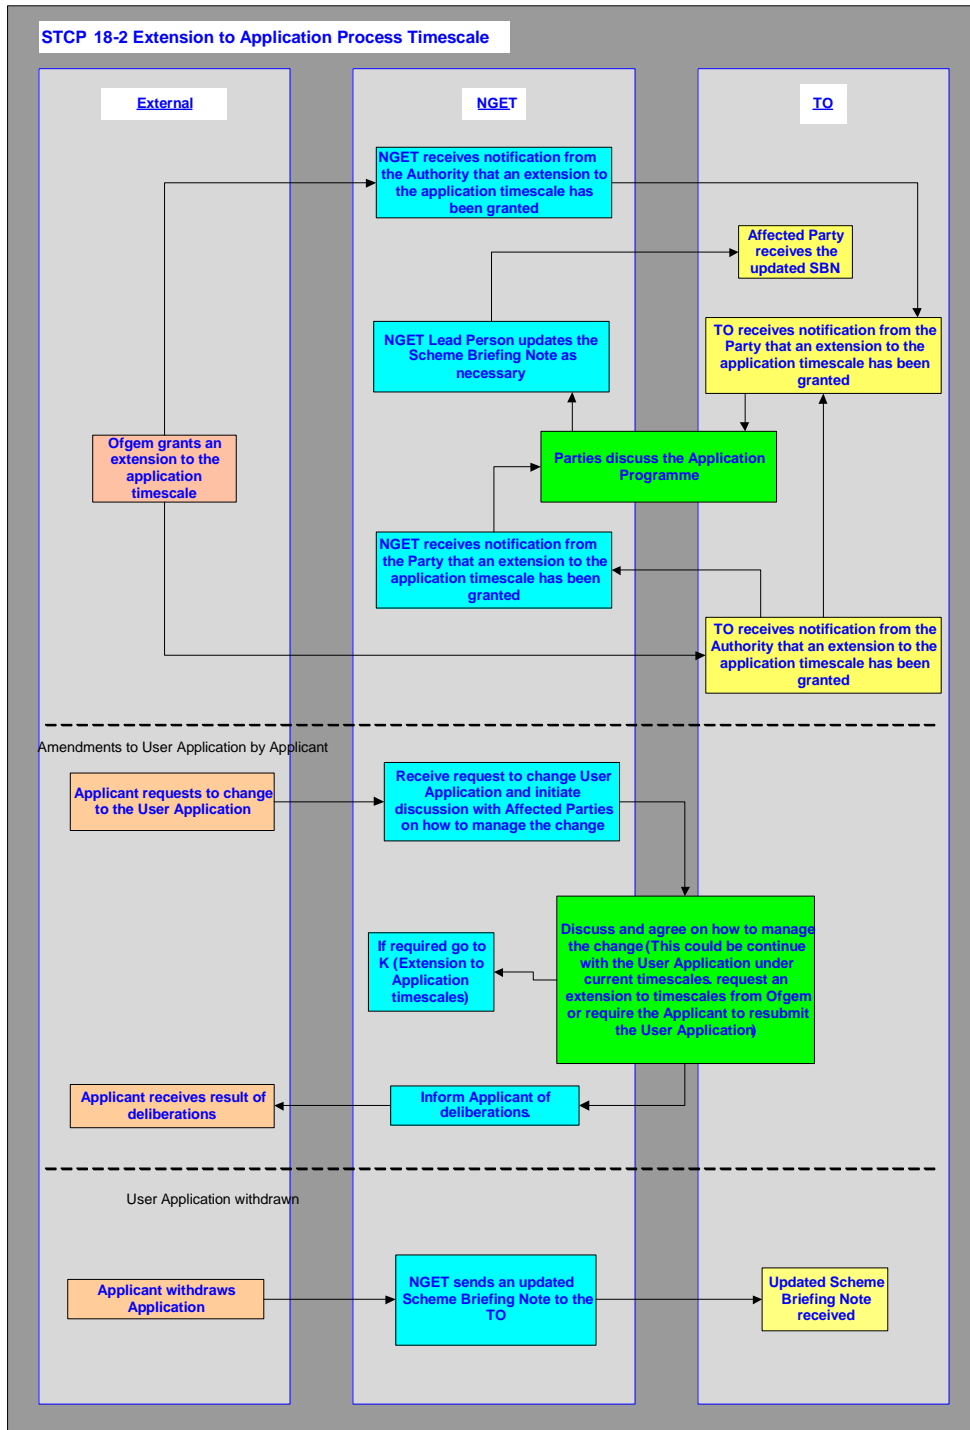 STCP 18-2 Extension to Application Process Timescale
External
NGET
TO
NGET receives notification from
the Authority that an extension to
the application timescale has
been granted
Affected Party
receives the
updated SBN
NGET Lead Person updates the
Scheme Briefing Note as
necessary
TO receives notification from the
Party that an extension to the
application timescale has been
granted
Ofgem grants an
extension to the
application
timescale
Parties discuss the Application
Programme
NGET receives notification from
the Party that an extension to the
application timescale has been
granted
TO receives notification from the
Authority that an extension to the
application timescale has been
granted
Amendments to User Application by Applicant
Applicant requests to change
to the User Application
Receive request to change User
Application and initiate
discussion with Affected Parties
on how to manage the change
Discuss and agree on how to manage
the change (This could be continue
with the User Application under
current timescales. request an
extension to timescales from Ofgem
or require the Applicant to resubmit
the User Application)
If required go to
K (Extension to
Application
timescales)
Applicant receives result of
deliberations
Inform Applicant of
deliberations.
User Application withdrawn
Applicant withdraws
Application
NGET sends an updated
Scheme Briefing Note to the
TO
Updated Scheme
Briefing Note
received